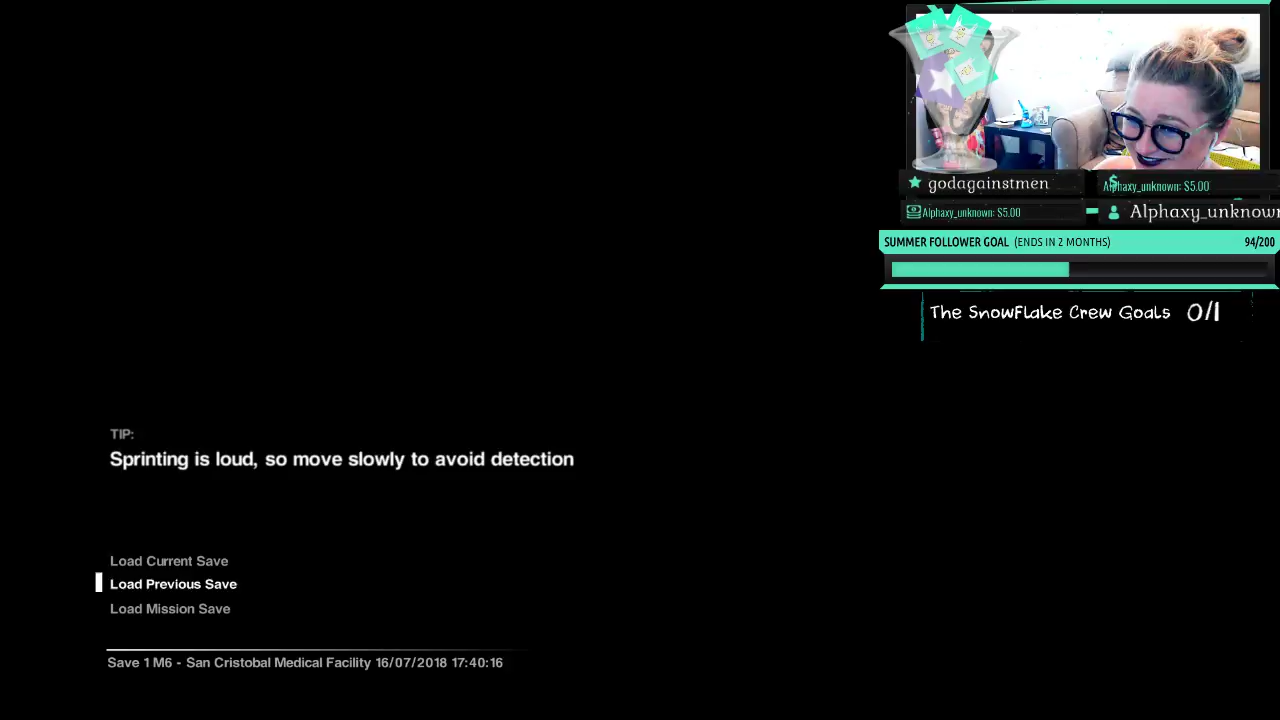 godagainstmen
Alphaxy_unknown: $5.00
Alphaxy_unknown: $5.00
Alphaxy_unknown
SUMMER FOLLOWER GOAL (ENDS IN 2 MONTHS) 94/200
The SnowFlake Crew Goals 0/1
TIP:
Sprinting is loud, so move slowly to avoid detection
Load Current Save
Load Previous Save
Load Mission Save
Save 1 M6 - San Cristobal Medical Facility 16/07/2018 17:40:16